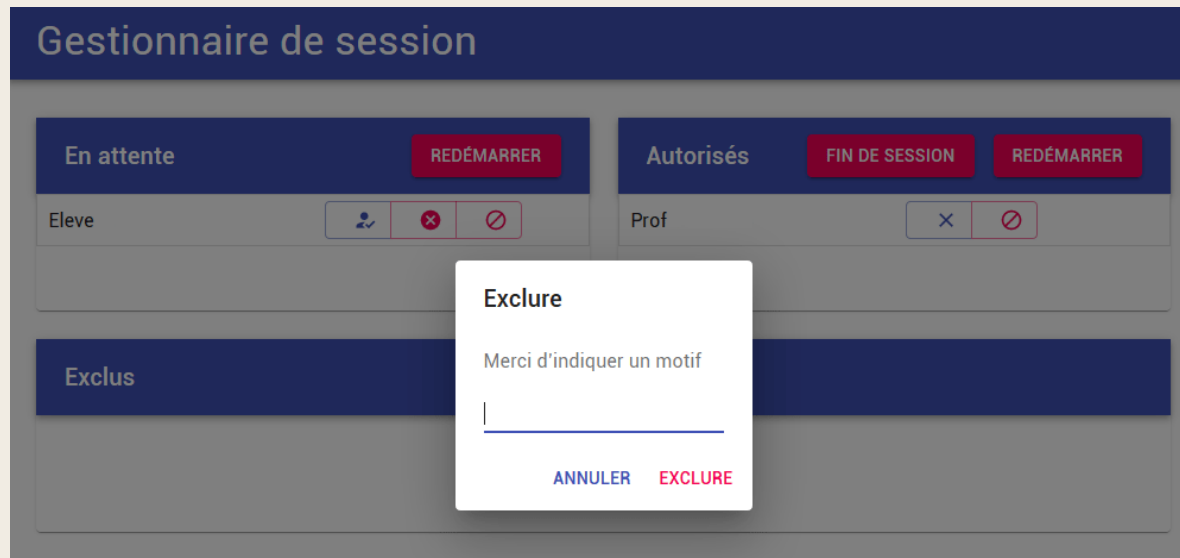 Gestionnaire de session
En attente
REDÉMARRER
Autorisés
FIN DE SESSION
REDÉMARRER
Eleve
Prof
Exclure
Merci d'indiquer un motif
Exclus
ANNULER
EXCLURE